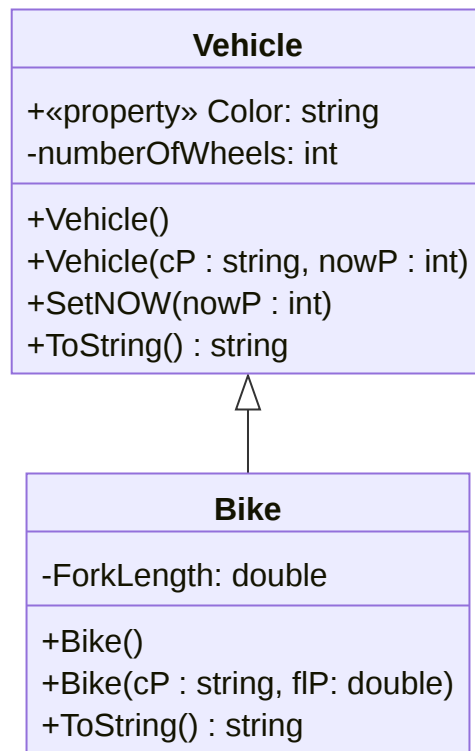 Vehicle
+«property» Color: string
-numberOfWheels: int
+Vehicle()
+Vehicle(cP : string, nowP : int)
+SetNOW(nowP : int)
+ToString() : string
Bike
-ForkLength: double
+Bike()
+Bike(cP : string, flP: double)
+ToString() : string